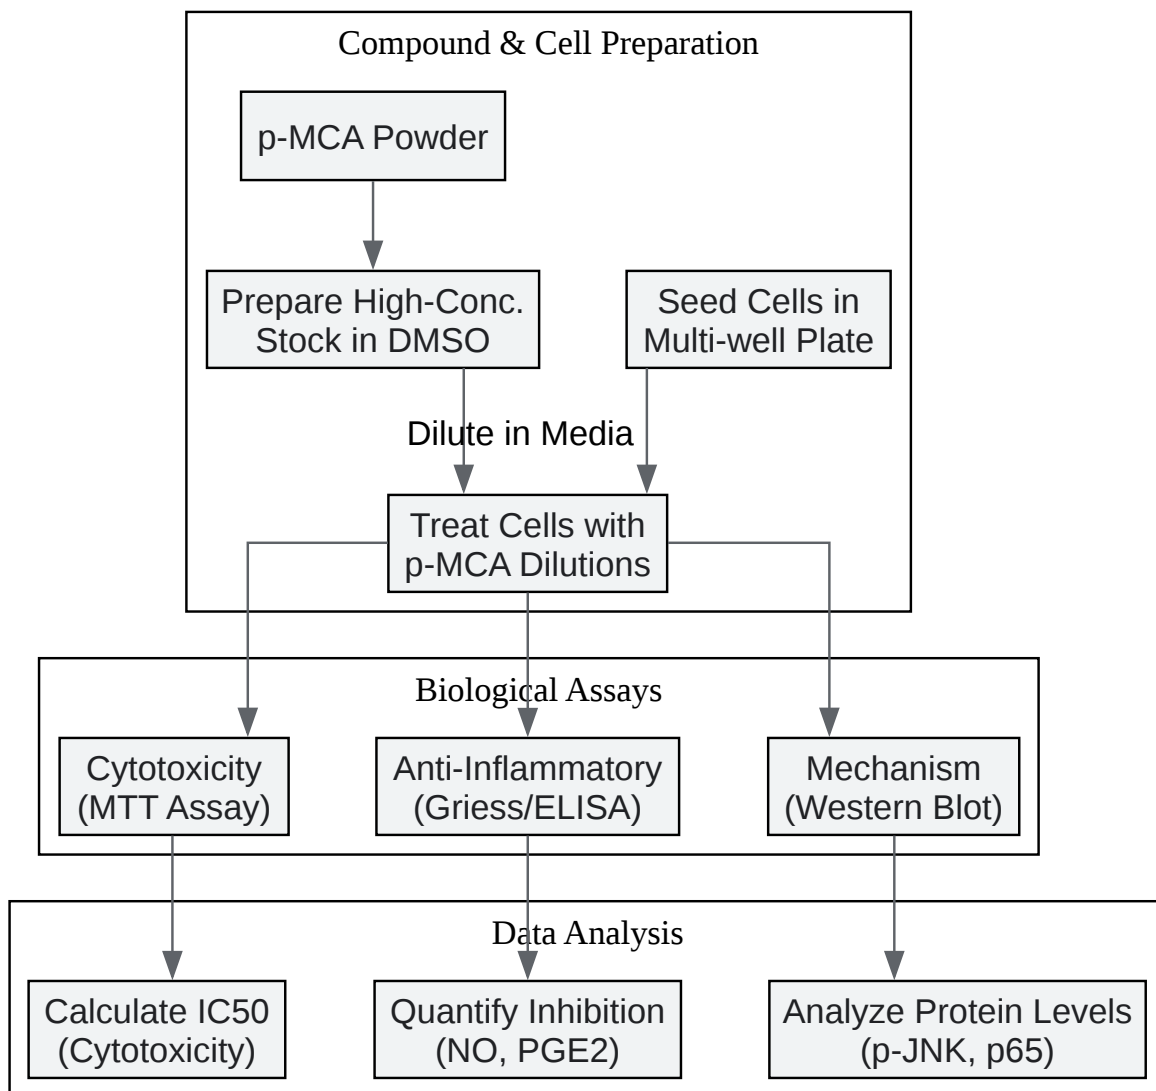 Compound & Cell Preparation
p-MCA Powder
Prepare High-Conc.
Stock in DMSO
Seed Cells in
Multi-well Plate
Dilute in Media
Treat Cells with
p-MCA Dilutions
Biological Assays
Cytotoxicity
(MTT Assay)
Anti-Inflammatory
(Griess/ELISA)
Mechanism
(Western Blot)
Data Analysis
Calculate IC50
(Cytotoxicity)
Quantify Inhibition
(NO, PGE2)
Analyze Protein Levels
(p-JNK, p65)